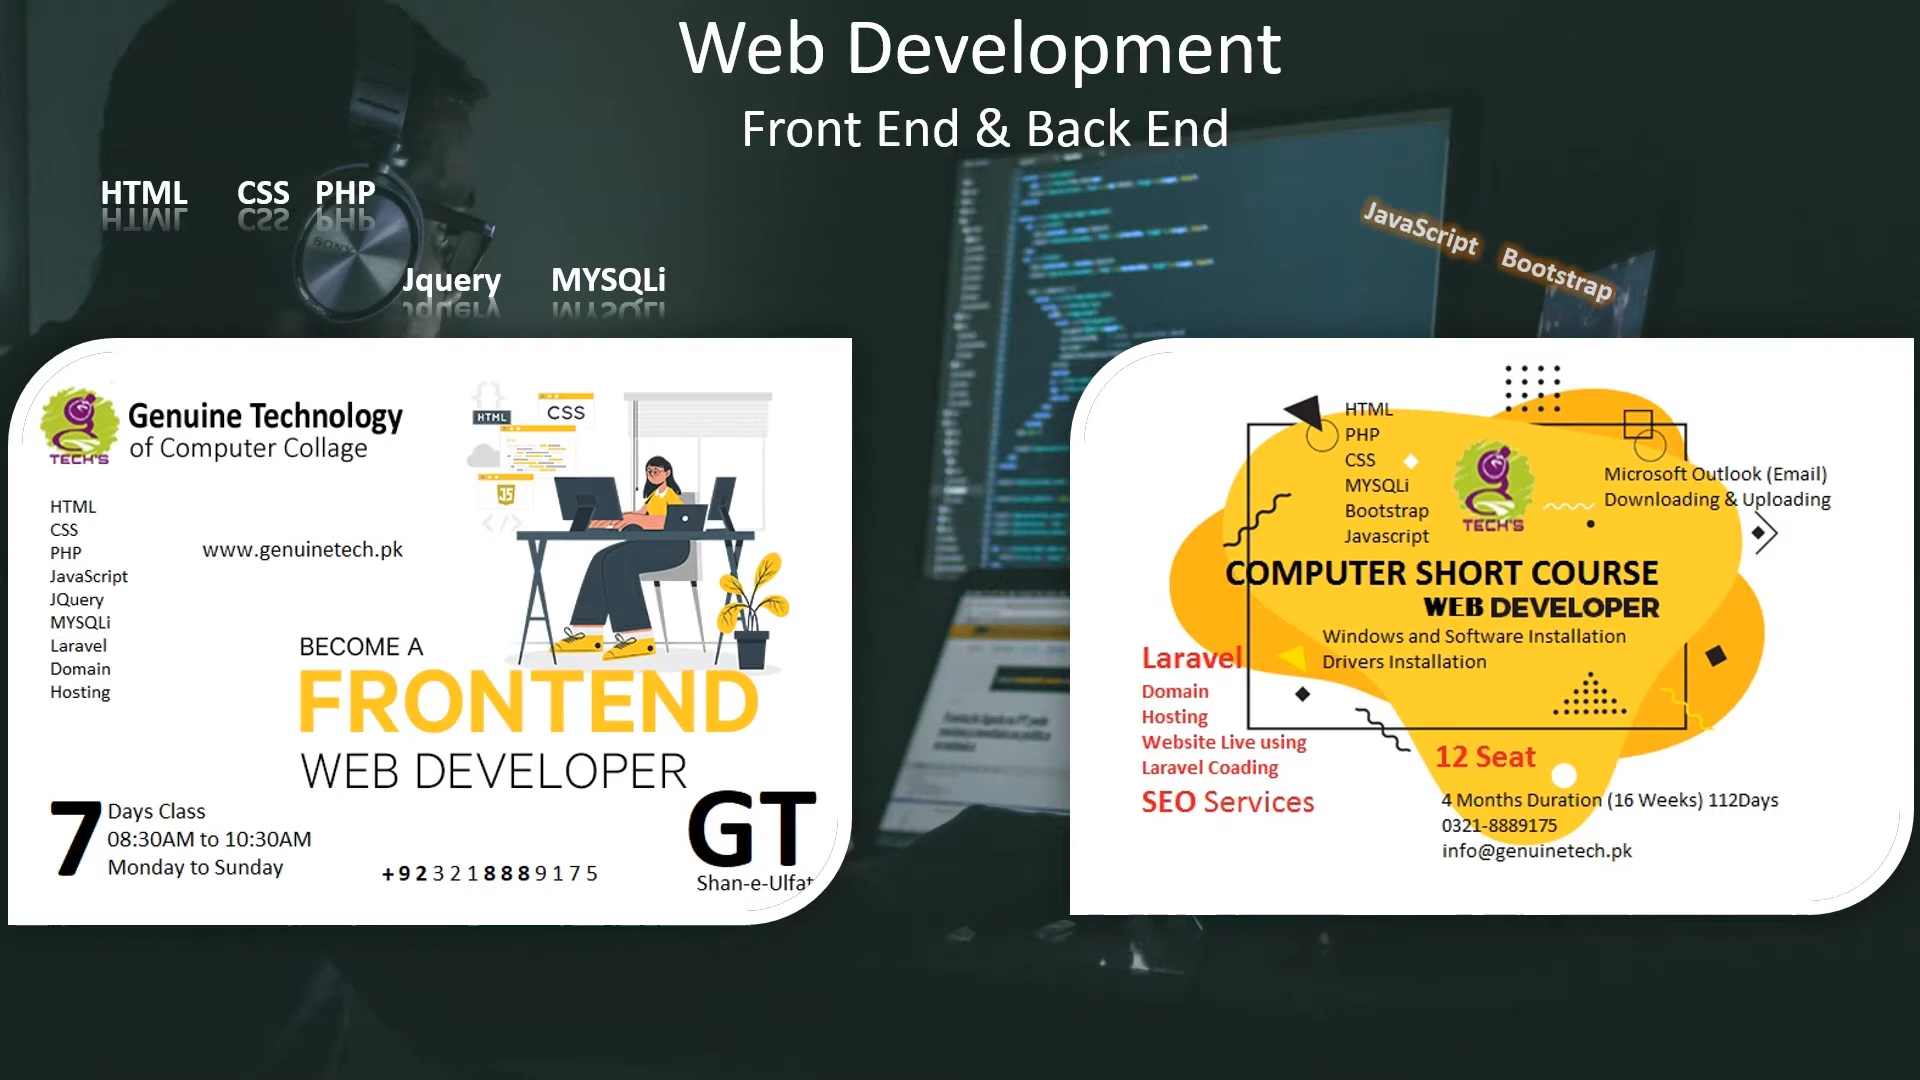 Web Development
Front End & Back End
HTML CSS PHP
SONY
Jquery MYSQLi
JavaScript Bootstrap
TECH'S
Genuine Technology
of Computer Collage
HTML
CSS
JS
HTML
CSS
PHP
JavaScript
JQuery
MYSQLi
Laravel
Domain
Hosting
www.genuinetech.pk
BECOME A
FRONTEND
WEB DEVELOPER
7 Days Class
08:30AM to 10:30AM
Monday to Sunday
+923218889175
GT
Shan-e-Ulfat
HTML
PHP
CSS
MYSQLi
Bootstrap
Javascript
TECH'S
Microsoft Outlook (Email)
Downloading & Uploading
COMPUTER SHORT COURSE
WEB DEVELOPER
Windows and Software Installation
Drivers Installation
Laravel
Domain
Hosting
Website Live using
Laravel Coading
SEO Services
12 Seat
4 Months Duration (16 Weeks) 112Days
0321-8889175
info@genuinetech.pk